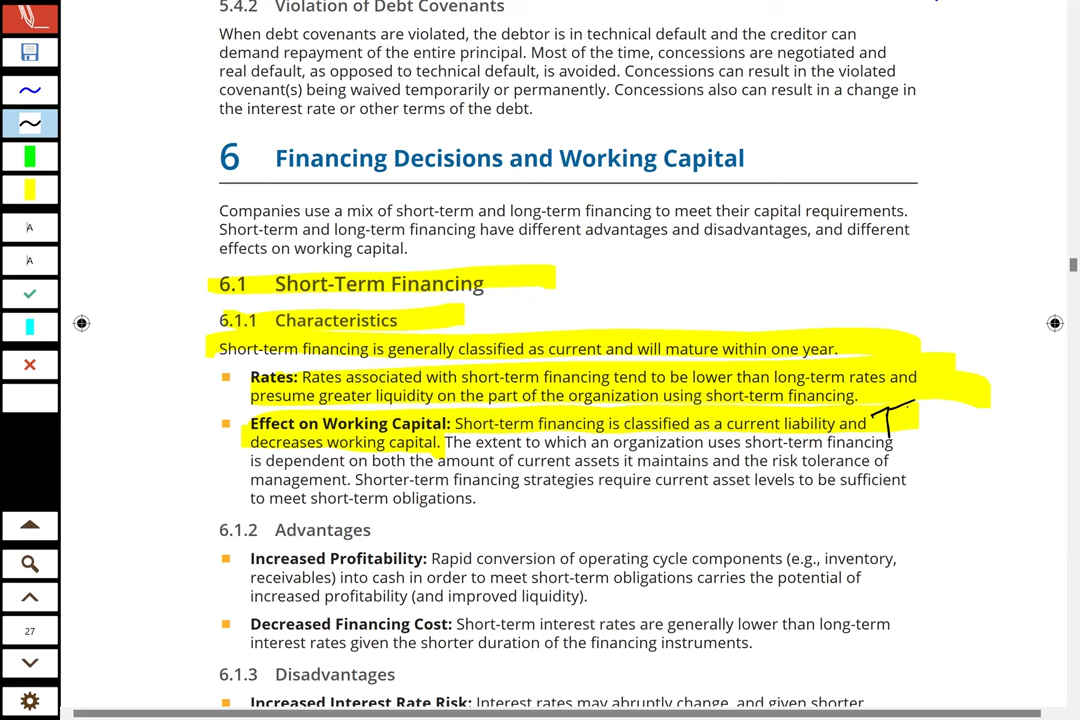 5.4.2 Violation of Debt Covenants
When debt covenants are violated, the debtor is in technical default and the creditor can
demand repayment of the entire principal. Most of the time, concessions are negotiated and
real default, as opposed to technical default, is avoided. Concessions can result in the violated
covenant(s) being waived temporarily or permanently. Concessions also can result in a change in
the interest rate or other terms of the debt.
6 Financing Decisions and Working Capital
Companies use a mix of short-term and long-term financing to meet their capital requirements.
Short-term and long-term financing have different advantages and disadvantages, and different
effects on working capital.
6.1 Short-Term Financing
6.1.1 Characteristics
Short-term financing is generally classified as current and will mature within one year.
Rates: Rates associated with short-term financing tend to be lower than long-term rates and
presume greater liquidity on the part of the organization using short-term financing.
Effect on Working Capital: Short-term financing is classified as a current liability and
decreases working capital. The extent to which an organization uses short-term financing
is dependent on both the amount of current assets it maintains and the risk tolerance of
management. Shorter-term financing strategies require current asset levels to be sufficient
to meet short-term obligations.
6.1.2 Advantages
Increased Profitability: Rapid conversion of operating cycle components (e.g., inventory,
receivables) into cash in order to meet short-term obligations carries the potential of
increased profitability (and improved liquidity).
Decreased Financing Cost: Short-term interest rates are generally lower than long-term
interest rates given the shorter duration of the financing instruments.
6.1.3 Disadvantages
Increased Interest Rate Risk: Interest rates may abruptly change, and given shorter
A
A
27